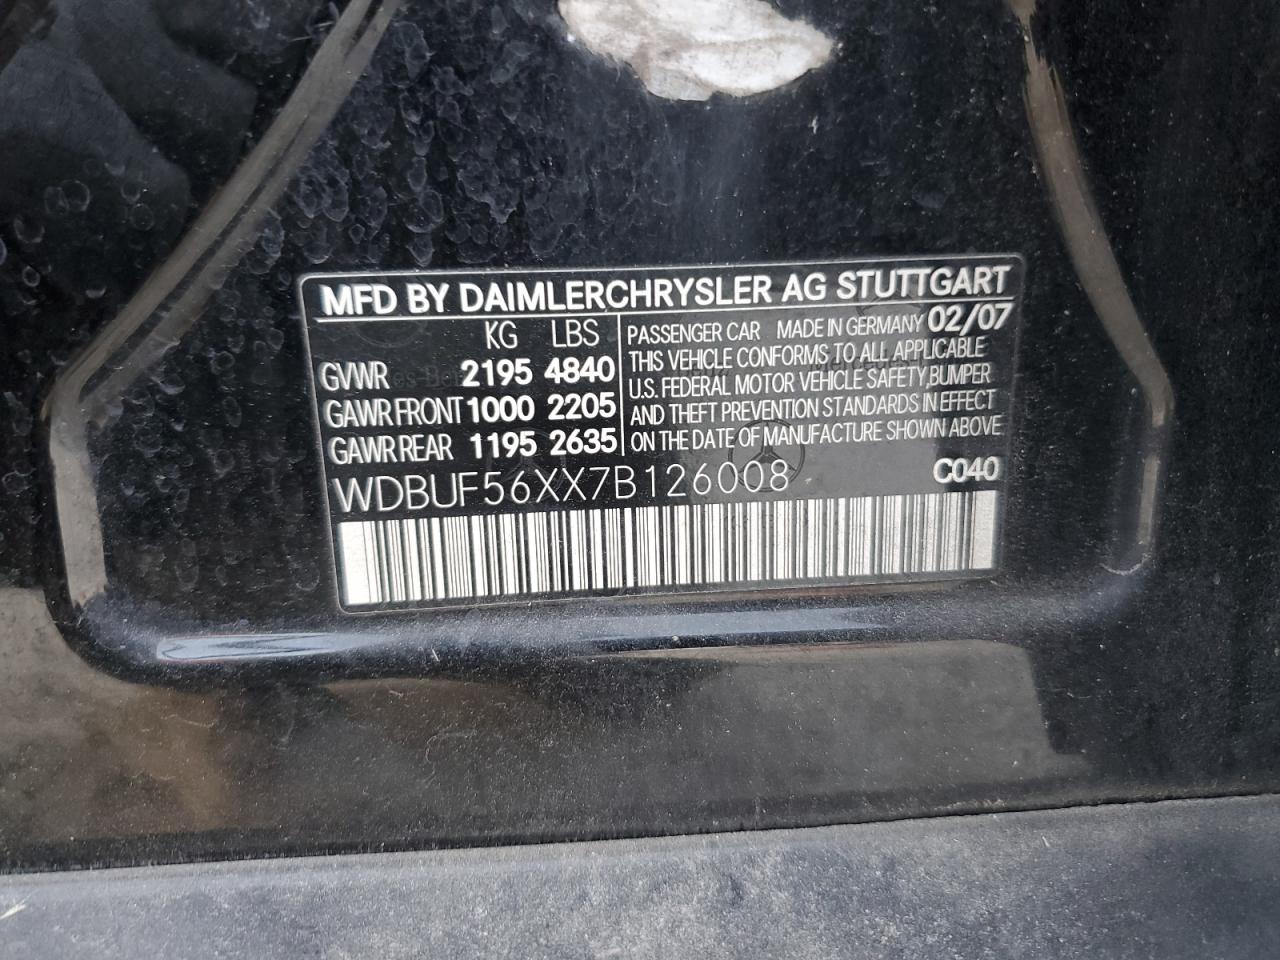 MFD BY DAIMLERCHRYSLER AG STUTTGART
KG LBS
GVWR 2195 4840
GAWR FRONT 1000 2205
GAWR REAR 1195 2635
PASSENGER CAR MADE IN GERMANY 02/07
THIS VEHICLE CONFORMS TO ALL APPLICABLE
U.S. FEDERAL MOTOR VEHICLE SAFETY, BUMPER
AND THEFT PREVENTION STANDARDS IN EFFECT
ON THE DATE OF MANUFACTURE SHOWN ABOVE
WDBUF56XX7B126008 C040